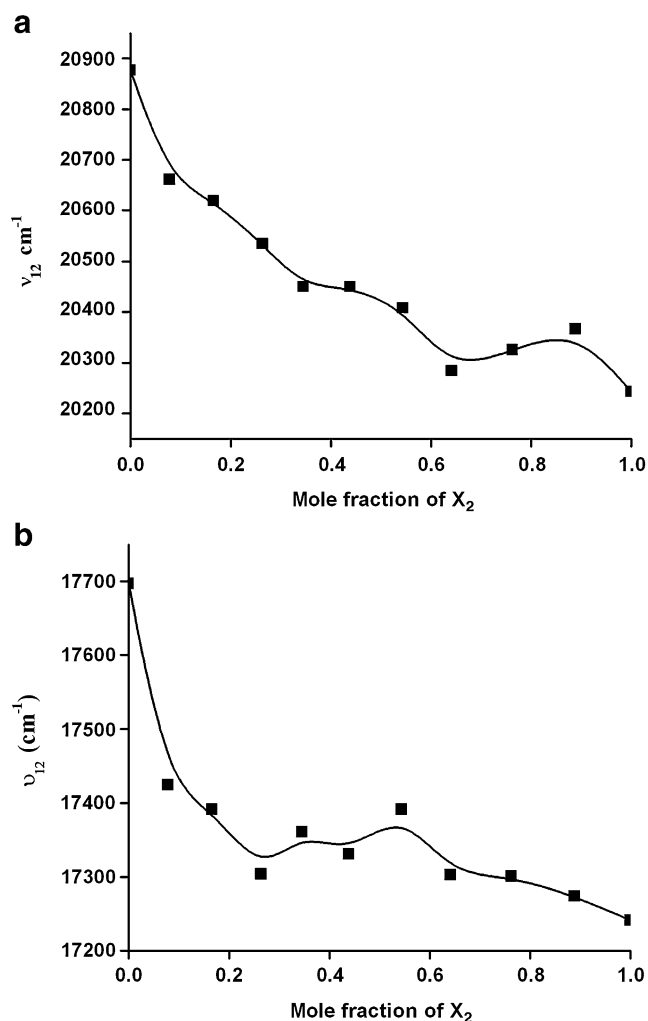 a
20900
20800
20700
20600
20500
20400
20300
20200
ν₁₂ cm⁻¹
0.0 0.2 0.4 0.6 0.8 1.0
Mole fraction of X₂
b
17700
17600
17500
17400
17300
17200
υ₁₂ (cm⁻¹)
0.0 0.2 0.4 0.6 0.8 1.0
Mole fraction of X₂